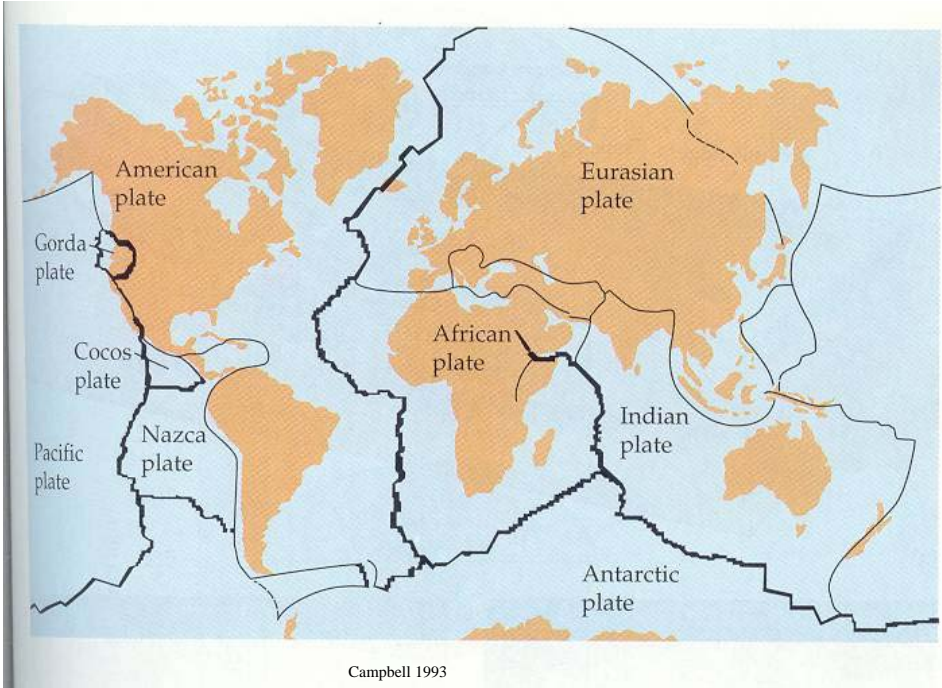 American
plate
Eurasian
plate
Gorda
plate
African
plate
Cocos
plate
Indian
plate
Nazca
plate
Pacific
plate
Antarctic
plate
Campbell 1993